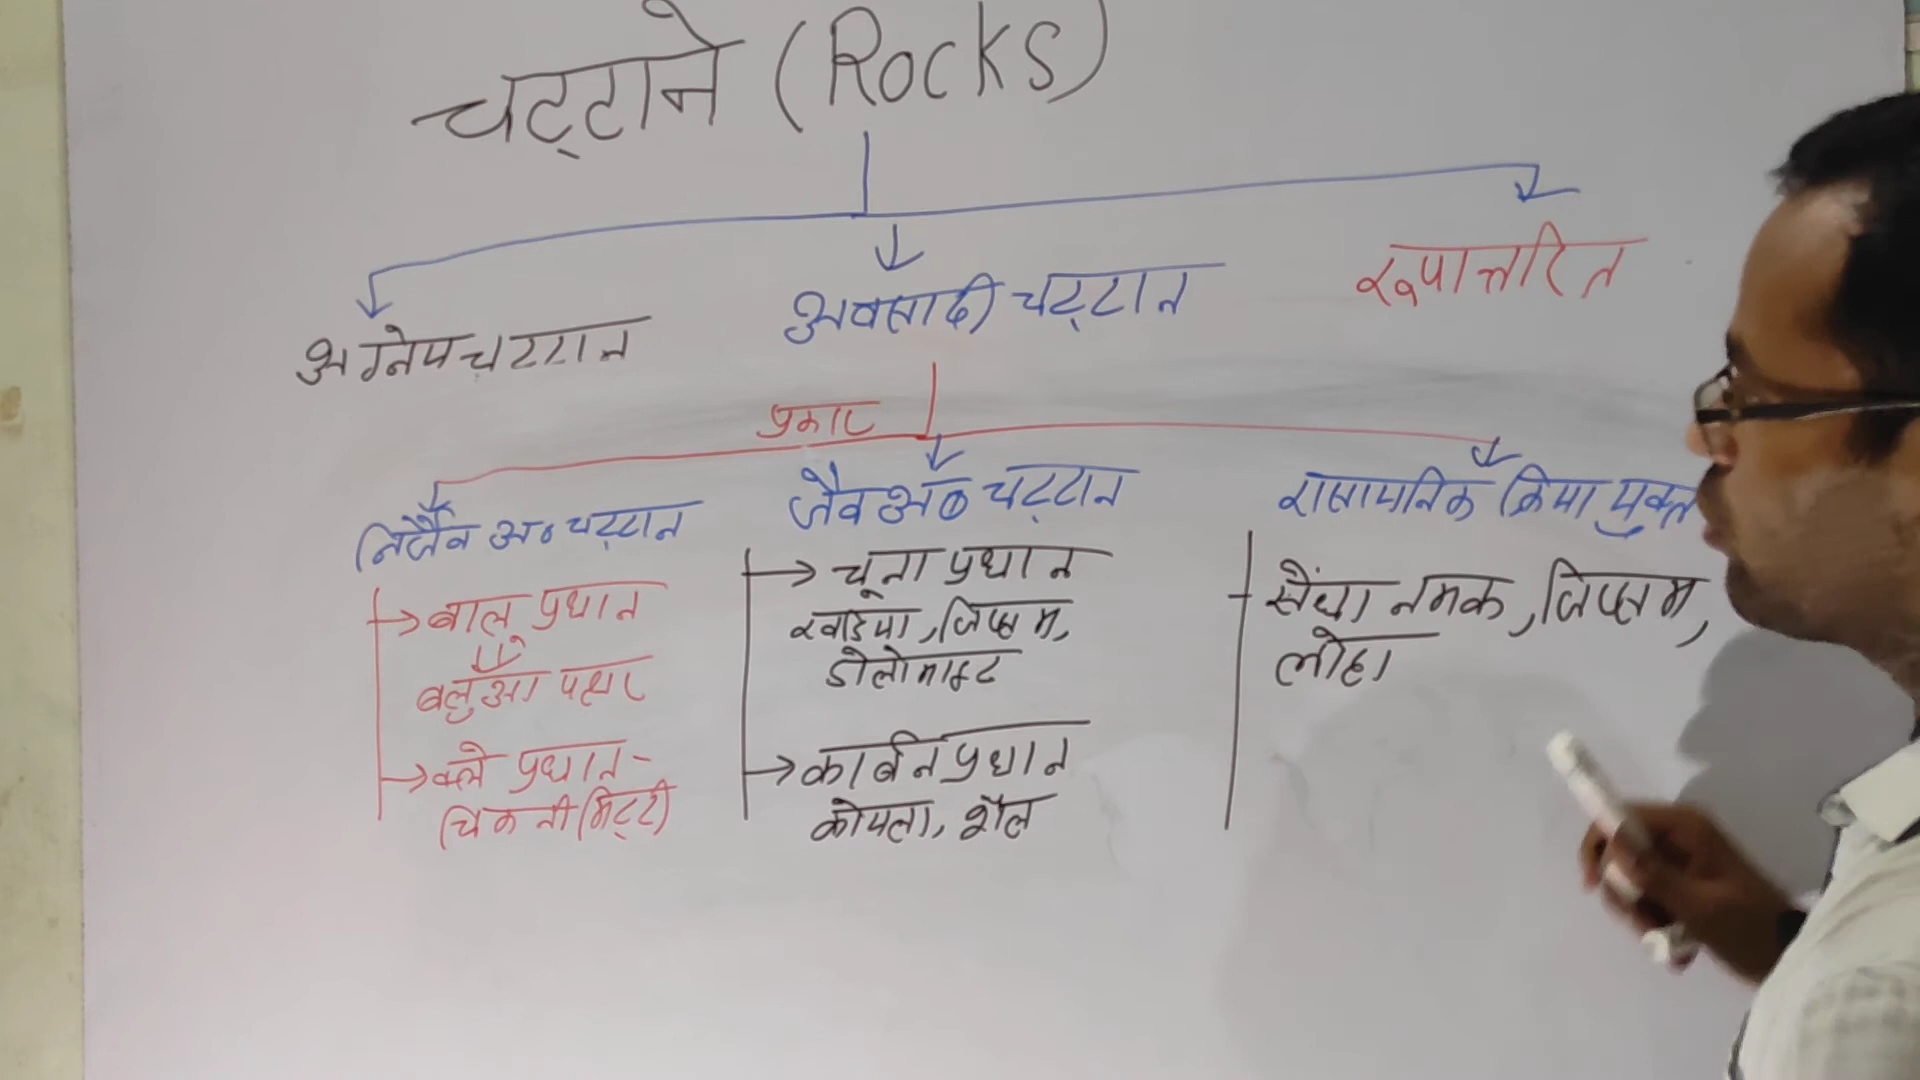 चट्टाने (Rocks)
अग्नेय चट्टान
अवसादी चट्टान
रूपान्तरित
प्रकार
निर्जैव अ० चट्टान
बालू प्रधान
बलुआ पत्थर
क्ले प्रधान-
चिकनी मिट्टी
जैव अ० चट्टान
चूना प्रधान
खड़िया, जिप्सम,
डोलोमाइट
कार्बन प्रधान
कोयला, शैल
रासायनिक क्रिया युक्त
सेंधा नमक, जिप्सम,
लोहा